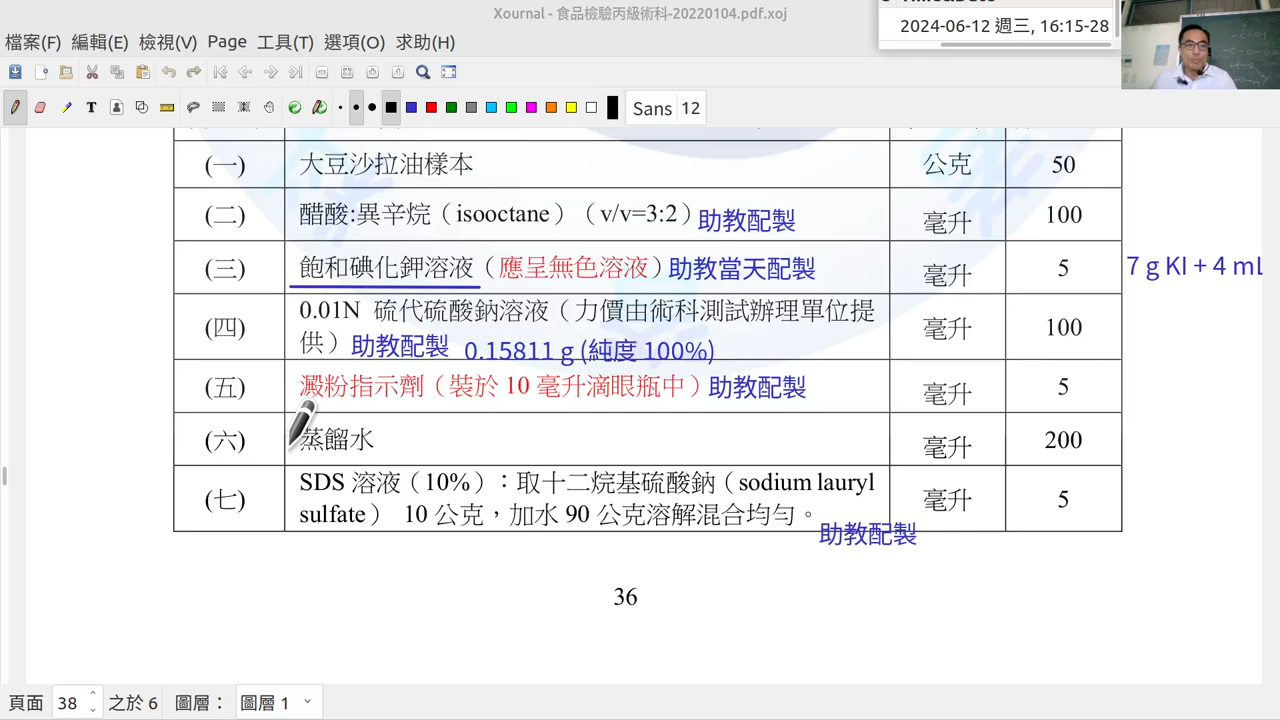 Xournal - 食品檢驗丙級術科-20220104.pdf.xoj
2024-06-12 週三, 16:15-28
檔案(F) 編輯(E) 檢視(V) Page 工具(T) 選項(O) 求助(H)
Sans 12
(一) 大豆沙拉油樣本 公克 50
(二) 醋酸:異辛烷（isooctane）（v/v=3:2）助教配製 毫升 100
(三) 飽和碘化鉀溶液（應呈無色溶液）助教當天配製 毫升 5 7 g KI + 4 mL
(四) 0.01N 硫代硫酸鈉溶液（力價由術科測試辦理單位提
供） 助教配製 0.15811 g (純度 100%) 毫升 100
(五) 澱粉指示劑（裝於 10 毫升滴眼瓶中）助教配製 毫升 5
(六) 蒸餾水 毫升 200
(七) SDS 溶液（10%）：取十二烷基硫酸鈉（sodium lauryl
sulfate） 10 公克，加水 90 公克溶解混合均勻。 毫升 5
助教配製
36
頁面 38 之於 6 圖層： 圖層 1